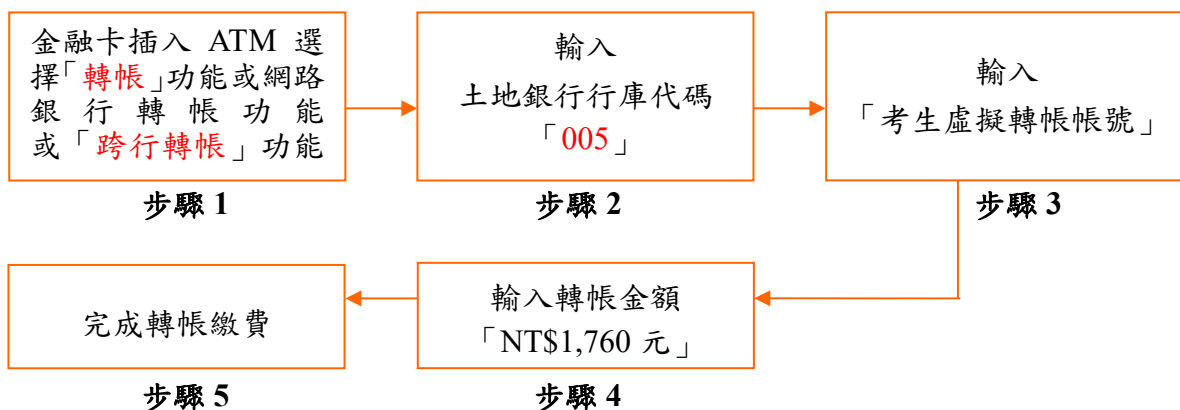 金融卡插入 ATM 選
擇「轉帳」功能或網路
銀行轉帳功能
或「跨行轉帳」功能
步驟 1
輸入
土地銀行行庫代碼
「005」
步驟 2
輸入
「考生虛擬轉帳帳號」
步驟 3
輸入轉帳金額
「NT$1,760 元」
步驟 4
完成轉帳繳費
步驟 5